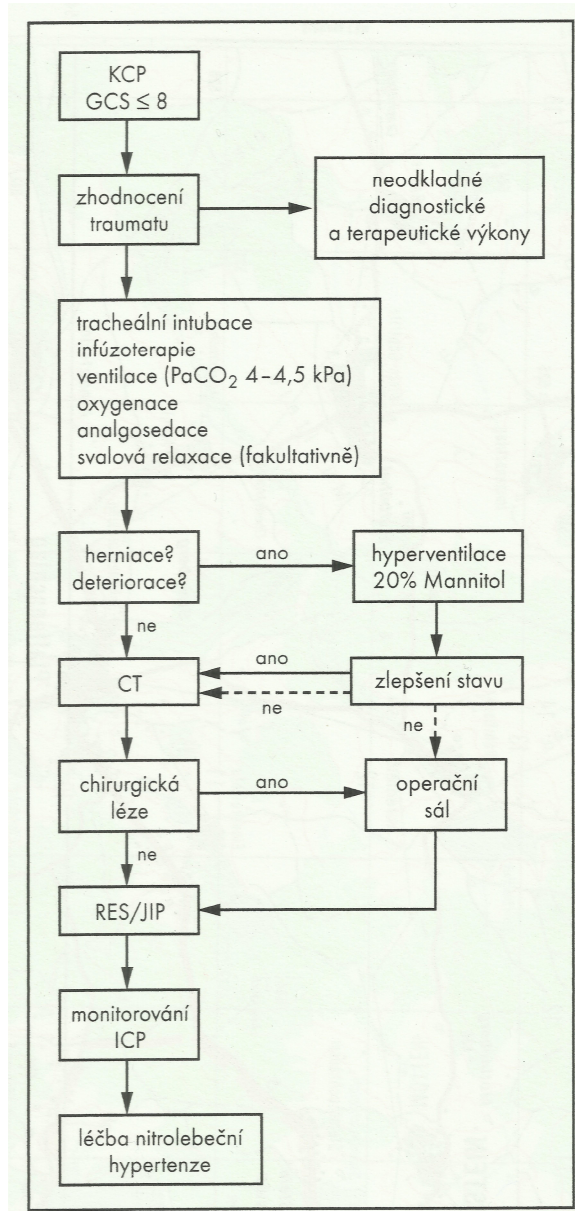 KCP
GCS ≤ 8
zhodnocení
traumatu
neodkladné
diagnostické
a terapeutické výkony
tracheální intubace
infúzoterapie
ventilace (PaCO₂ 4–4,5 kPa)
oxygenace
analgosedace
svalová relaxace (fakultativně)
herniace?
deteriorace?
ano
hyperventilace
20% Mannitol
ne
CT
ano
ne
zlepšení stavu
ne
chirurgická
léze
ano
operační
sál
ne
RES/JIP
monitorování
ICP
léčba nitrolebeční
hypertenze